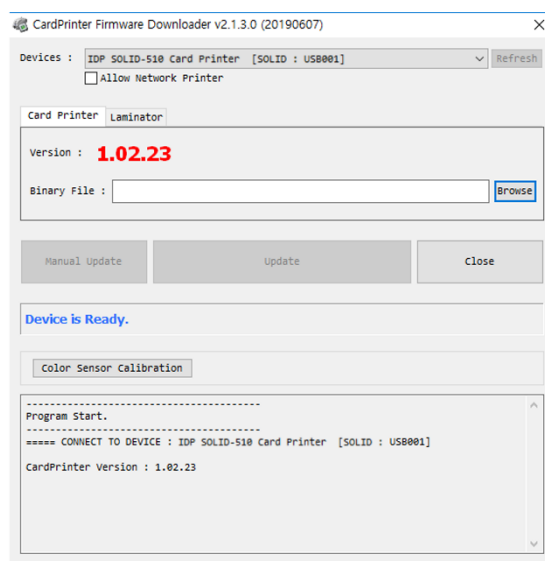 CardPrinter Firmware Downloader v2.1.3.0 (20190607)
Devices : IDP SOLID-510 Card Printer [SOLID : USB001] Refresh
Allow Network Printer
Card Printer Laminator
Version : 1.02.23
Binary File : Browse
Manual Update Update Close
Device is Ready.
Color Sensor Calibration
----------------------------------------
Program Start.
----------------------------------------
===== CONNECT TO DEVICE : IDP SOLID-510 Card Printer [SOLID : USB001]
CardPrinter Version : 1.02.23